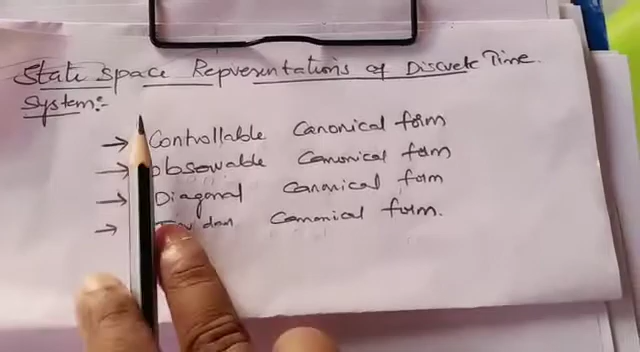 State space Representations of Discrete Time
System:-
→ Controllable Canonical form
→ observable Canonical form
→ Diagonal Canonical form
→ Canonical form.